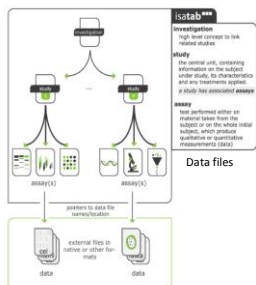 isatab
investigation
high level concept to link
related studies
study
the central unit, containing
information on the subject
under study, its characteristics
and any treatments applied.
a study has associated assays
assay
test performed either on
material taken from the
subject or on the whole initial
subject, which produce
qualitative or quantitative
measurements (data)
Data files
investigation
study
...
study
assay(s)
assay(s)
pointers to data file
names/location
external files in
native or other for-
mats
data
data